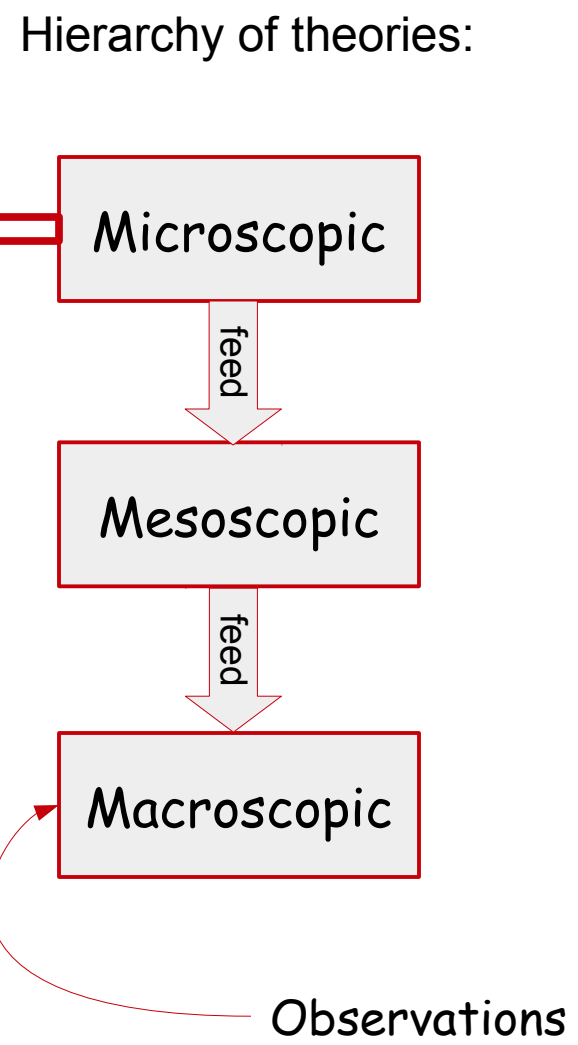 Hierarchy of theories:
Microscopic
feed
Mesoscopic
feed
Macroscopic
Observations